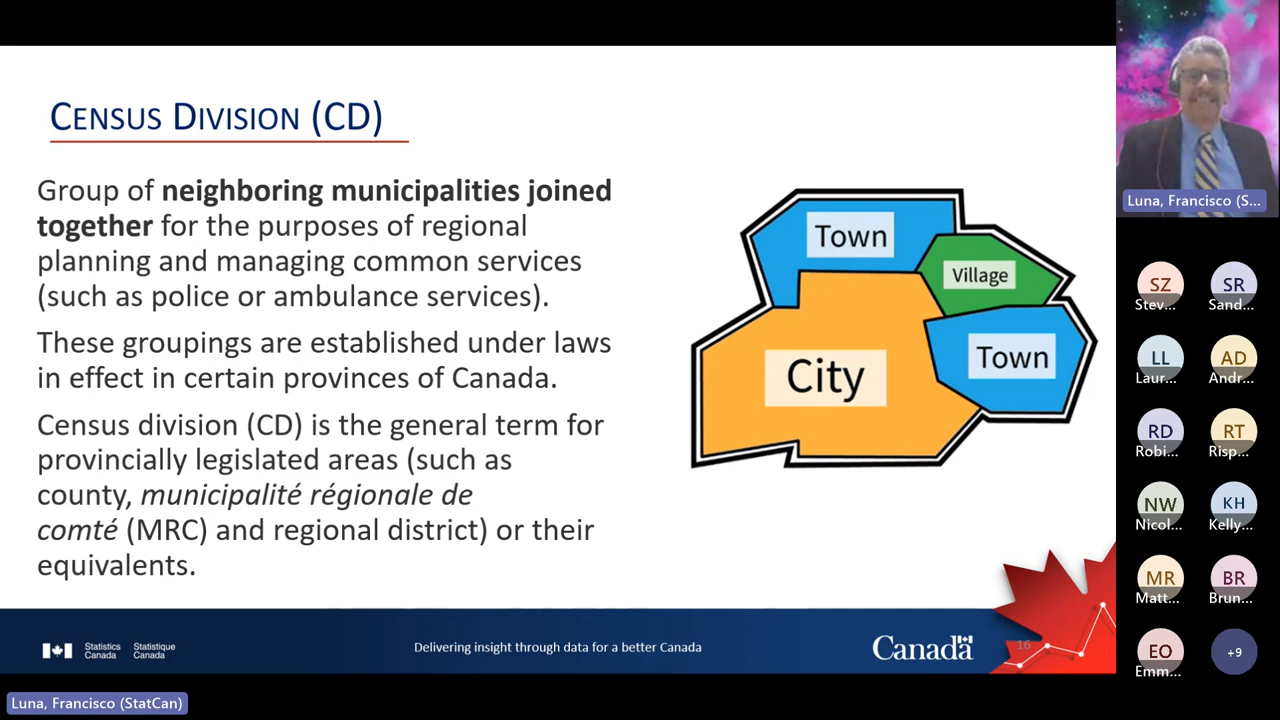 CENSUS DIVISION (CD)
Group of neighboring municipalities joined
together for the purposes of regional
planning and managing common services
(such as police or ambulance services).
These groupings are established under laws
in effect in certain provinces of Canada.
Census division (CD) is the general term for
provincially legislated areas (such as
county, municipalité régionale de
comté (MRC) and regional district) or their
equivalents.
Town
Village
City
Town
Statistics
Canada
Statistique
Canada
Delivering insight through data for a better Canada
Canada
16
Luna, Francisco (S...
SZ
Stev...
SR
Sand...
LL
Laur...
AD
Andr...
RD
Robi...
RT
Risp...
NW
Nicol...
KH
Kelly...
MR
Matt...
BR
Brun...
EO
Emm...
+9
Luna, Francisco (StatCan)